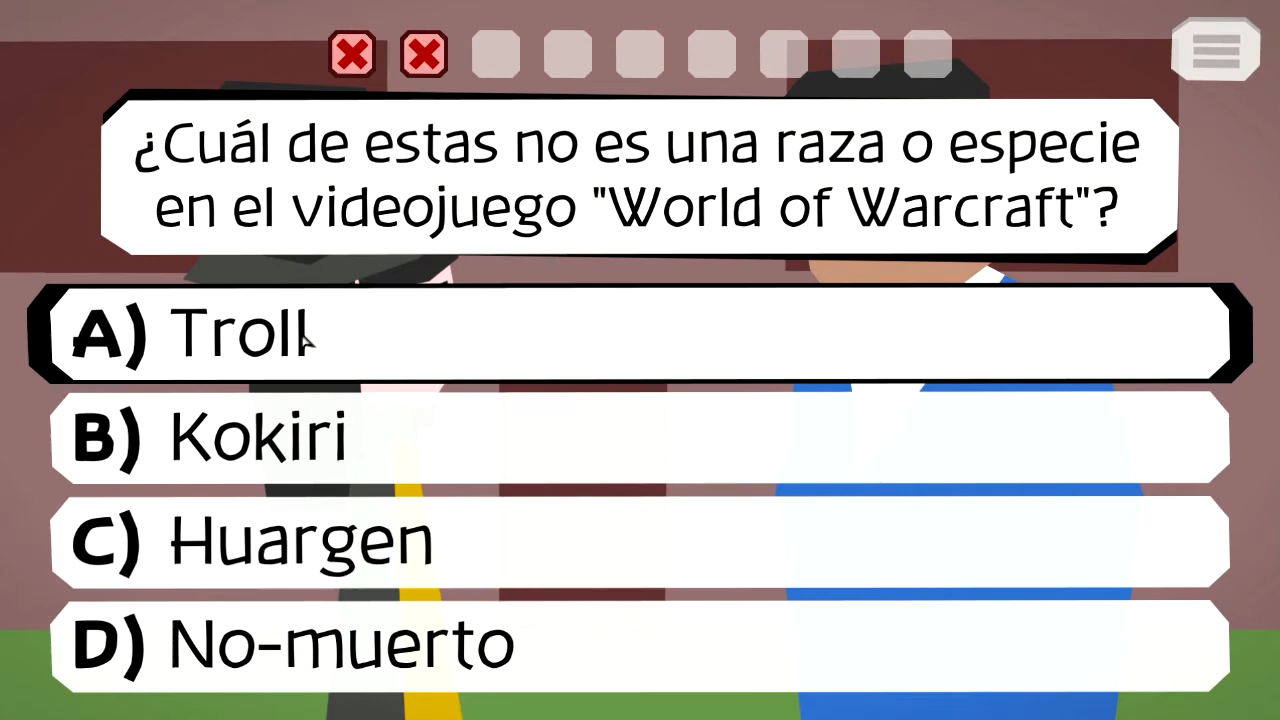 ¿Cuál de estas no es una raza o especie
en el videojuego "World of Warcraft"?
A) Troll
B) Kokiri
C) Huargen
D) No-muerto